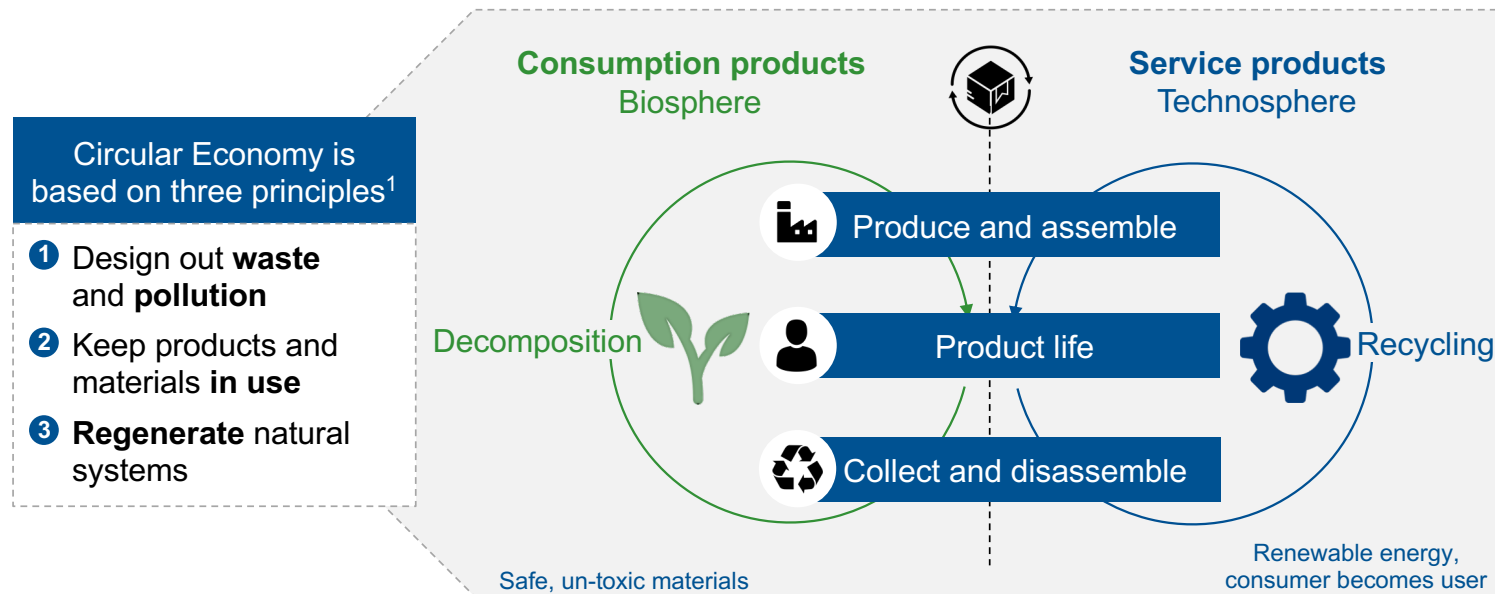 Circular Economy is
based on three principles1
1 Design out waste
and pollution
2 Keep products and
materials in use
3 Regenerate natural
systems
Consumption products
Biosphere
Service products
Technosphere
Produce and assemble
Decomposition
Product life
Recycling
Collect and disassemble
Safe, un-toxic materials
Renewable energy,
consumer becomes user